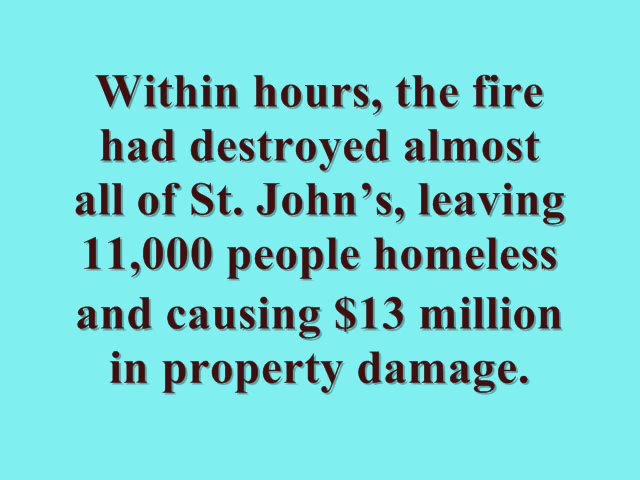 Within hours, the fire
had destroyed almost
all of St. John’s, leaving
11,000 people homeless
and causing $13 million
in property damage.